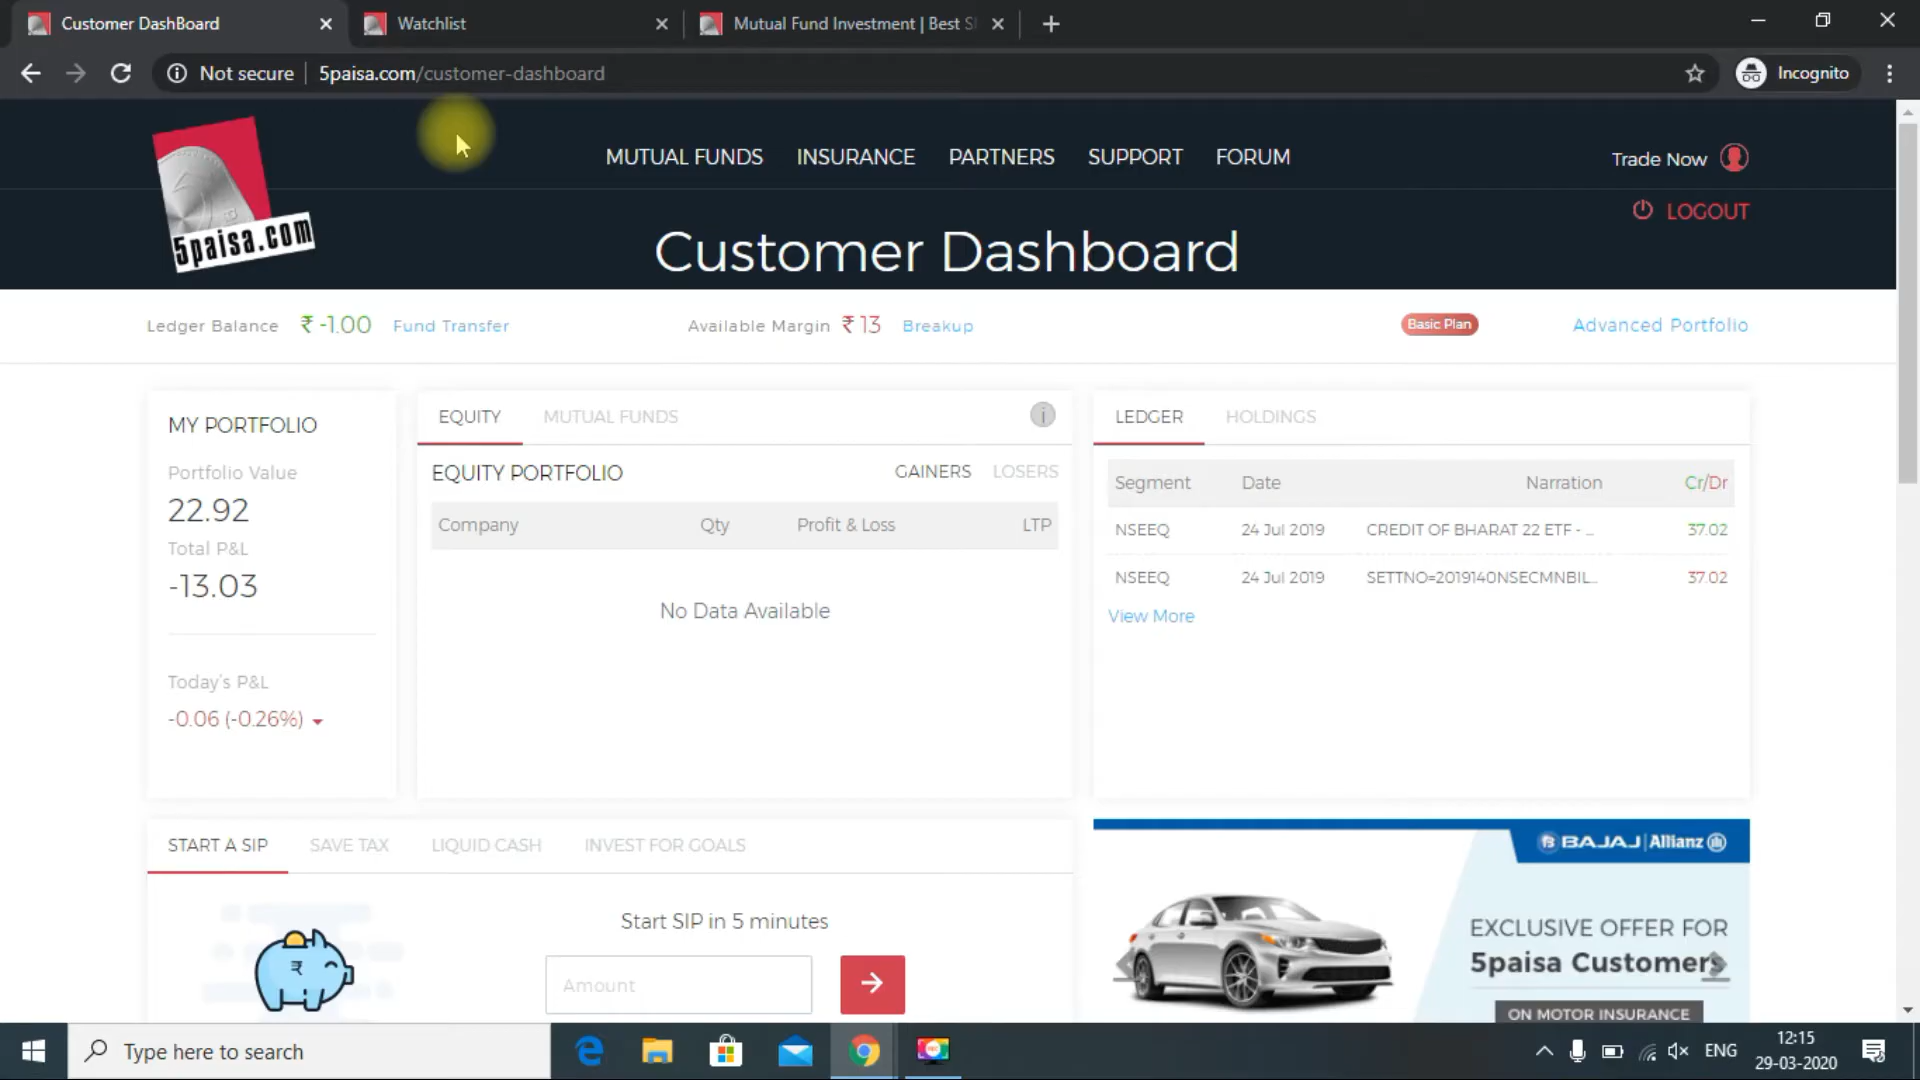 Customer DashBoard
Watchlist
Mutual Fund Investment | Best S
Not secure
5paisa.com/customer-dashboard
Incognito
5paisa.com
MUTUAL FUNDS
INSURANCE
PARTNERS
SUPPORT
FORUM
Trade Now
LOGOUT
Customer Dashboard
Ledger Balance ₹ -1.00 Fund Transfer
Available Margin ₹ 13 Breakup
Basic Plan
Advanced Portfolio
MY PORTFOLIO
Portfolio Value
22.92
Total P&L
-13.03
Today's P&L
-0.06 (-0.26%)
EQUITY MUTUAL FUNDS
EQUITY PORTFOLIO
GAINERS LOSERS
Company Qty Profit & Loss LTP
No Data Available
LEDGER HOLDINGS
Segment Date Narration Cr/Dr
NSEEQ 24 Jul 2019 CREDIT OF BHARAT 22 ETF - ... 37.02
NSEEQ 24 Jul 2019 SETTNO=2019140NSECMNBIL... 37.02
View More
START A SIP SAVE TAX LIQUID CASH INVEST FOR GOALS
Start SIP in 5 minutes
₹
Amount
BAJAJ | Allianz
EXCLUSIVE OFFER FOR
5paisa Customers
ON MOTOR INSURANCE
Type here to search
ENG
12:15
29-03-2020